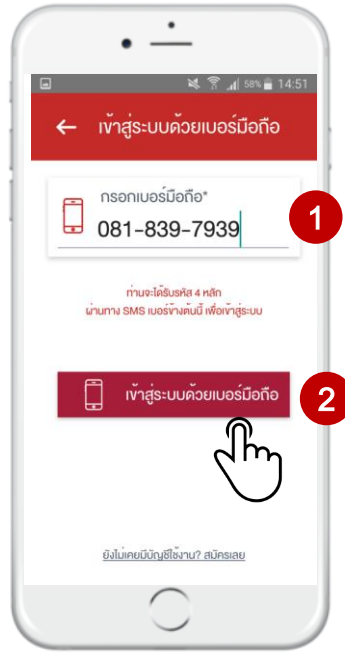 58% 14:51
เข้าสู่ระบบด้วยเบอร์มือถือ
กรอกเบอร์มือถือ*
081-839-7939
1
ท่านจะได้รับรหัส 4 หลัก
ผ่านทาง SMS เบอร์ข้างต้นนี้ เพื่อเข้าสู่ระบบ
เข้าสู่ระบบด้วยเบอร์มือถือ
2
ยังไม่เคยมีบัญชีใช้งาน? สมัครเลย